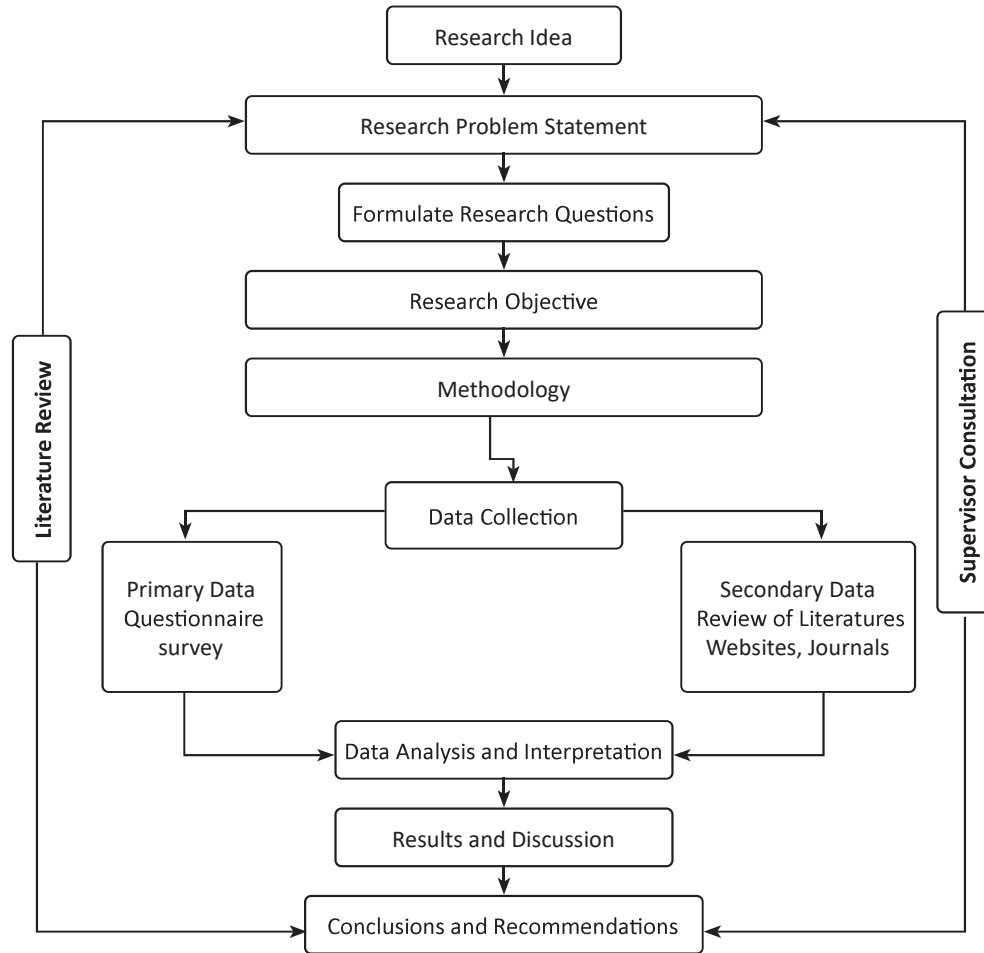 Research Idea
Research Problem Statement
Formulate Research Questions
Research Objective
Methodology
Literature Review
Supervisor Consultation
Data Collection
Primary Data
Questionnaire
survey
Secondary Data
Review of Literatures
Websites, Journals
Data Analysis and Interpretation
Results and Discussion
Conclusions and Recommendations